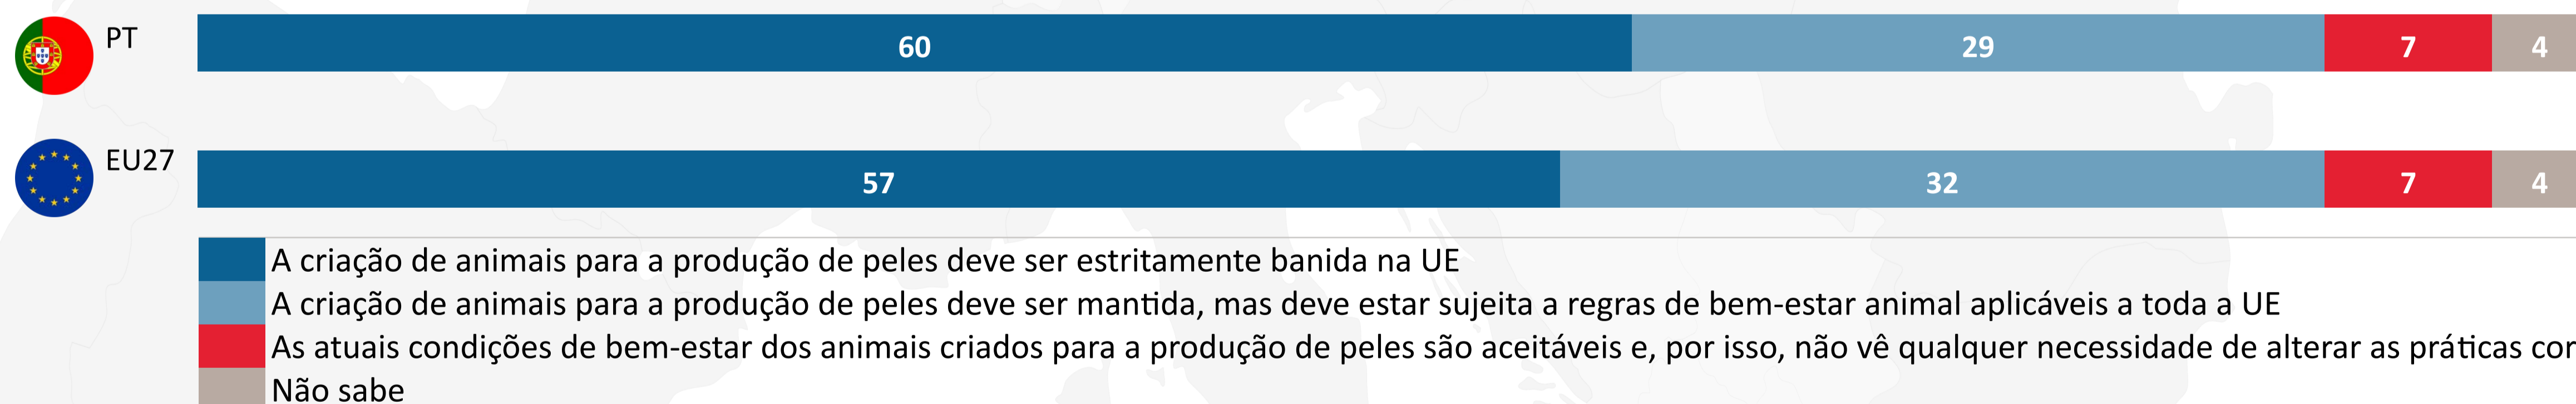 PT
60 29 7 4
EU27
57 32 7 4
A criação de animais para a produção de peles deve ser estritamente banida na UE
A criação de animais para a produção de peles deve ser mantida, mas deve estar sujeita a regras de bem-estar animal aplicáveis a toda a UE
As atuais condições de bem-estar dos animais criados para a produção de peles são aceitáveis e, por isso, não vê qualquer necessidade de alterar as práticas
Não sabe